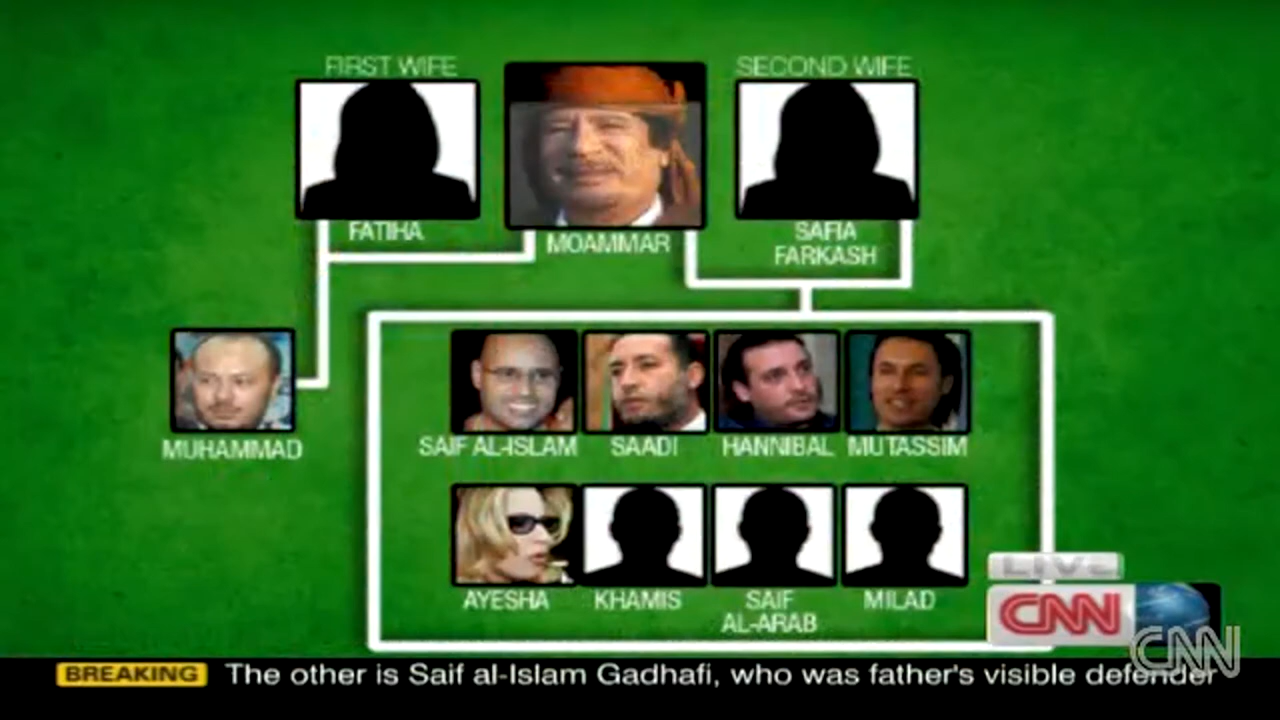 FIRST WIFE
SECOND WIFE
FATIHA
MOAMMAR
SAFIA
FARKASH
MUHAMMAD
SAIF AL-ISLAM
SAADI
HANNIBAL
MUTASSIM
AYESHA
KHAMIS
SAIF
AL-ARAB
MILAD
LIVE
CNN
CNN
BREAKING
The other is Saif al-Islam Gadhafi, who was father's visible defender